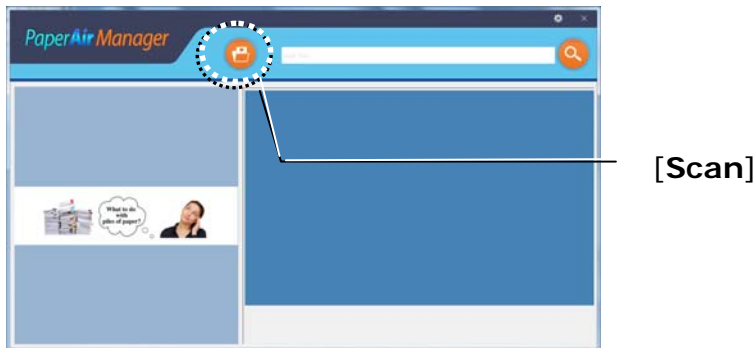 PaperAir Manager
What to do
with
piles of paper?
[Scan]